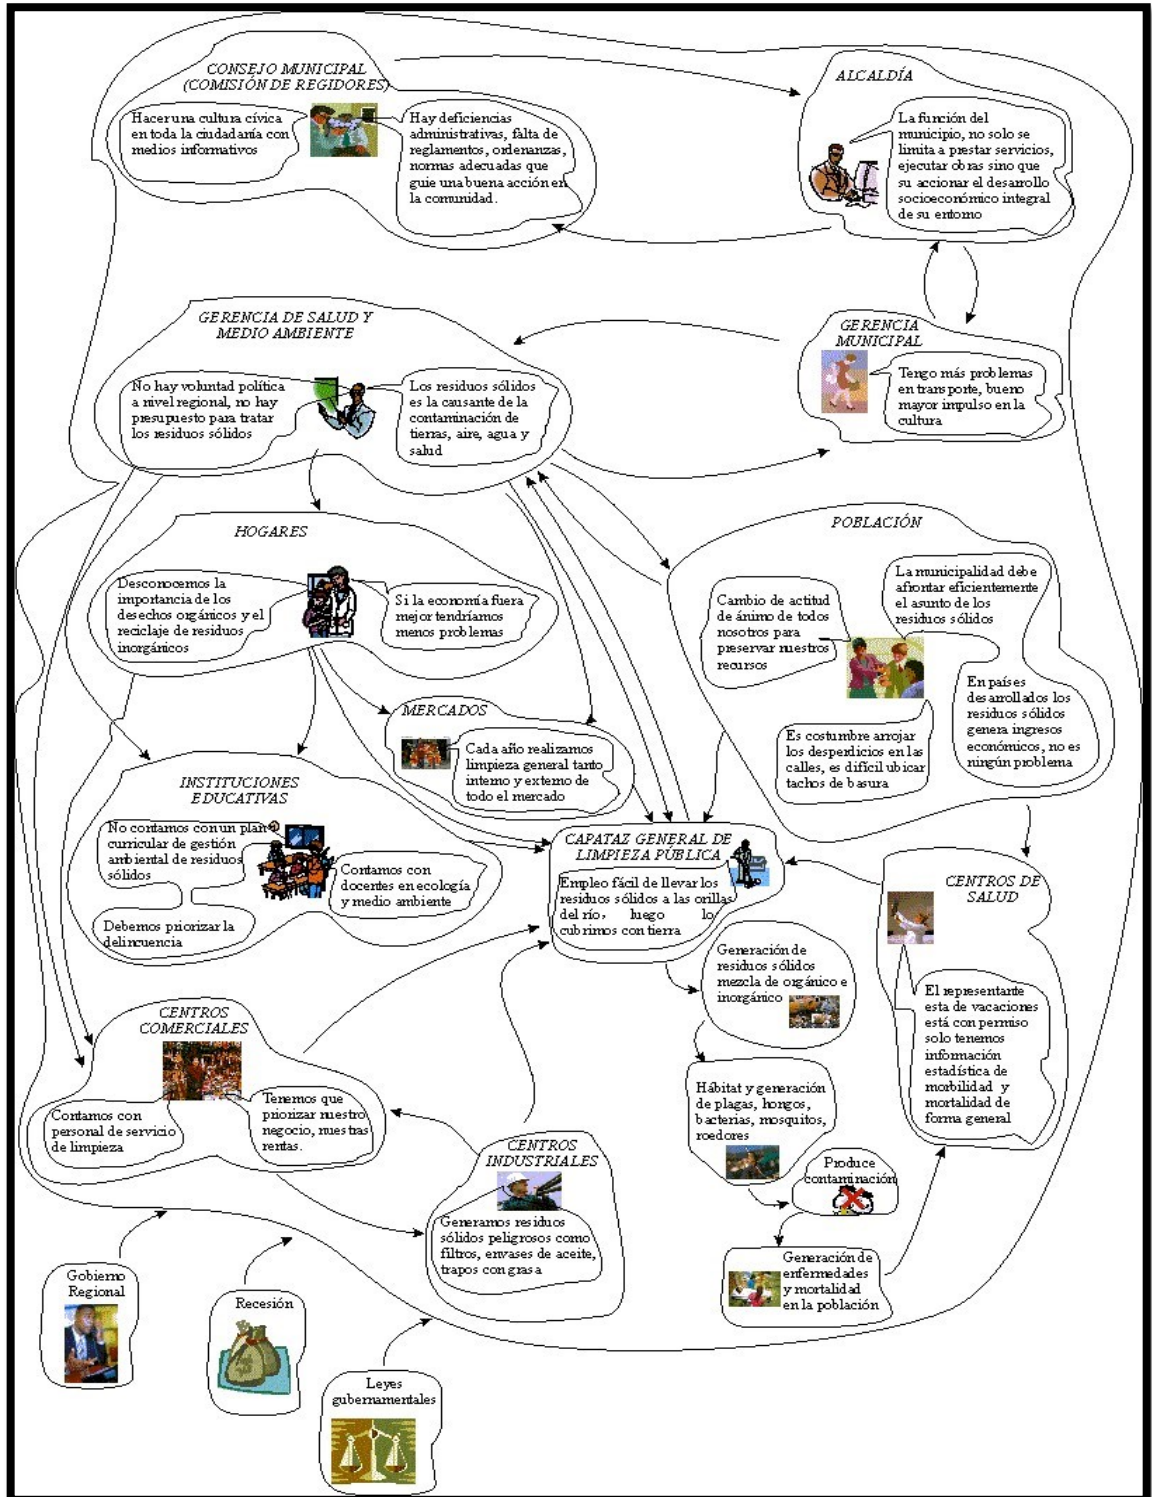 CONSEJO MUNICIPAL
(COMISIÓN DE REGIDORES)
Hacer una cultura cívica
en toda la ciudadanía con
medios informativos
Hay deficiencias
administrativas, falta de
reglamentos, ordenanzas,
normas adecuadas que
guie una buena acción en
la comunidad.
ALCALDÍA
La función del
municipio, no solo se
limita a prestar servicios,
ejecutar obras sino que
su accionar el desarrollo
socioeconómico integral
de su entorno
GERENCIA DE SALUD Y
MEDIO AMBIENTE
No hay voluntad política
a nivel regional, no hay
presupuesto para tratar
los residuos sólidos
Los residuos sólidos
es la causante de la
contaminación de
tierras, aire, agua y
salud
GERENCIA
MUNICIPAL
Tengo más problemas
en transporte, bueno
mayor impulso en la
cultura
HOGARES
Desconocemos la
importancia de los
desechos orgánicos y el
reciclaje de residuos
inorgánicos
Si la economía fuera
mejor tendríamos
menos problemas
POBLACIÓN
Cambio de actitud
de ánimo de todos
nosotros para
preservar nuestros
recursos
La municipalidad debe
afrontar eficientemente
el asunto de los
residuos sólidos
En países
desarrollados los
residuos sólidos
genera ingresos
económicos, no es
ningún problema
Es costumbre arrojar
los desperdicios en las
calles, es difícil ubicar
tachos de basura
MERCADOS
Cada año realizamos
limpieza general tanto
interno y externo de
todo el mercado
INSTITUCIONES
EDUCATIVAS
No contamos con un plan
curricular de gestión
ambiental de residuos
sólidos
Debemos priorizar la
delincuencia
Contamos con
docentes en ecología
y medio ambiente
CAPATAZ GENERAL DE
LIMPIEZA PÚBLICA
Empleo fácil de llevar los
residuos sólidos a las orillas
del río, luego lo
cubrimos con tierra
CENTROS DE
SALUD
El representante
esta de vacaciones
está con permiso
solo tenemos
información
estadística de
morbilidad y
mortalidad de
forma general
Generación de
residuos sólidos
mezcla de orgánico e
inorgánico
Hábitat y generación
de plagas, hongos,
bacterias, mosquitos,
roedores
Produce
contaminación
Generación de
enfermedades
y mortalidad
en la población
CENTROS
COMERCIALES
Contamos con
personal de servicio
de limpieza
Tenemos que
priorizar nuestro
negocio, nuestras
rentas.
CENTROS
INDUSTRIALES
Generamos residuos
sólidos peligrosos como
filtros, envases de aceite,
trapos con grasa
Gobierno
Regional
Recesión
Leyes
gubernamentales